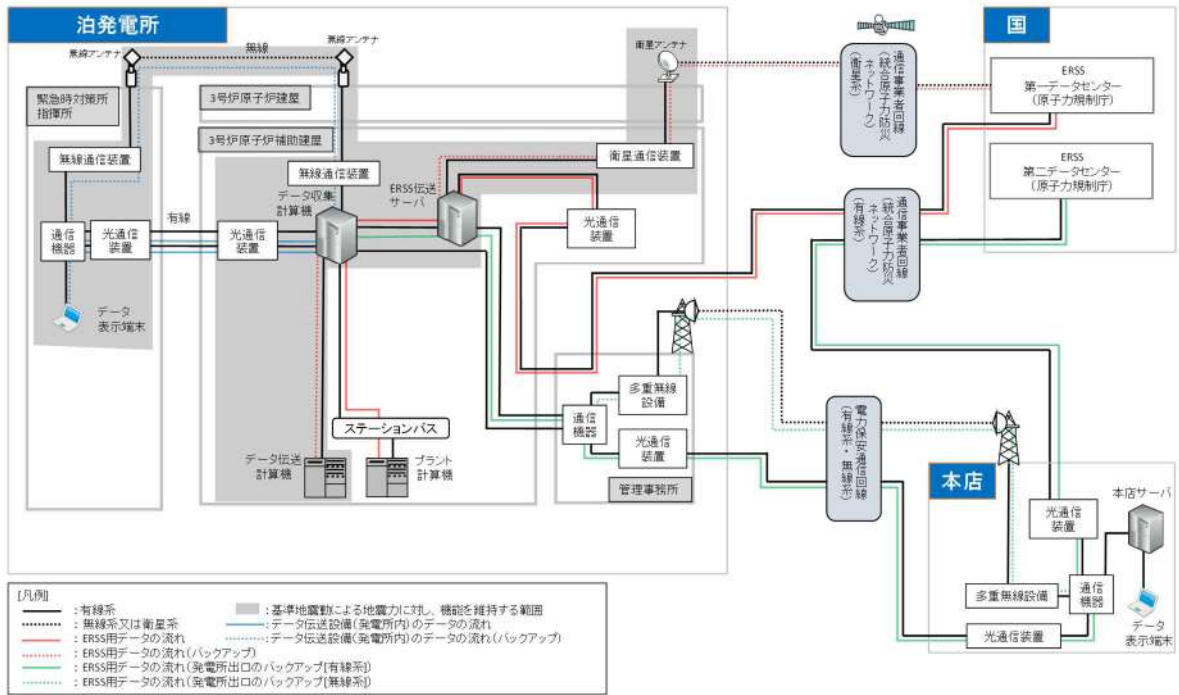 泊発電所
無線アンテナ
無線
無線アンテナ
衛星アンテナ
緊急時対策所
指揮所
3号炉原子炉建屋
3号炉原子炉補助建屋
無線通信装置
無線通信装置
衛星通信装置
データ収集
計算機
ERSS伝送
サーバ
有線
通信
機器
光通信
装置
光通信
装置
光通信
装置
データ
表示端末
ステーションバス
データ伝送
計算機
プラント
計算機
多重無線
設備
通信
機器
光通信
装置
管理事務所
通信事業者回線
(統合原子力防災
ネットワーク)
(衛星系)
通信事業者回線
(統合原子力防災
ネットワーク)
(有線系)
電力保安通信回線
(有線系・無線系)
国
ERSS
第一データセンター
(原子力規制庁)
ERSS
第二データセンター
(原子力規制庁)
本店
本店サーバ
光通信
装置
多重無線設備
通信
機器
光通信装置
データ
表示端末
[凡例]
:有線系
:無線系又は衛星系
:ERSS用データの流れ
:ERSS用データの流れ(バックアップ)
:ERSS用データの流れ(発電所出口のバックアップ[有線系])
:ERSS用データの流れ(発電所出口のバックアップ[無線系])
:基準地震動による地震力に対し、機能を維持する範囲
:データ伝送設備(発電所内)のデータの流れ
:データ伝送設備(発電所内)のデータの流れ(バックアップ)